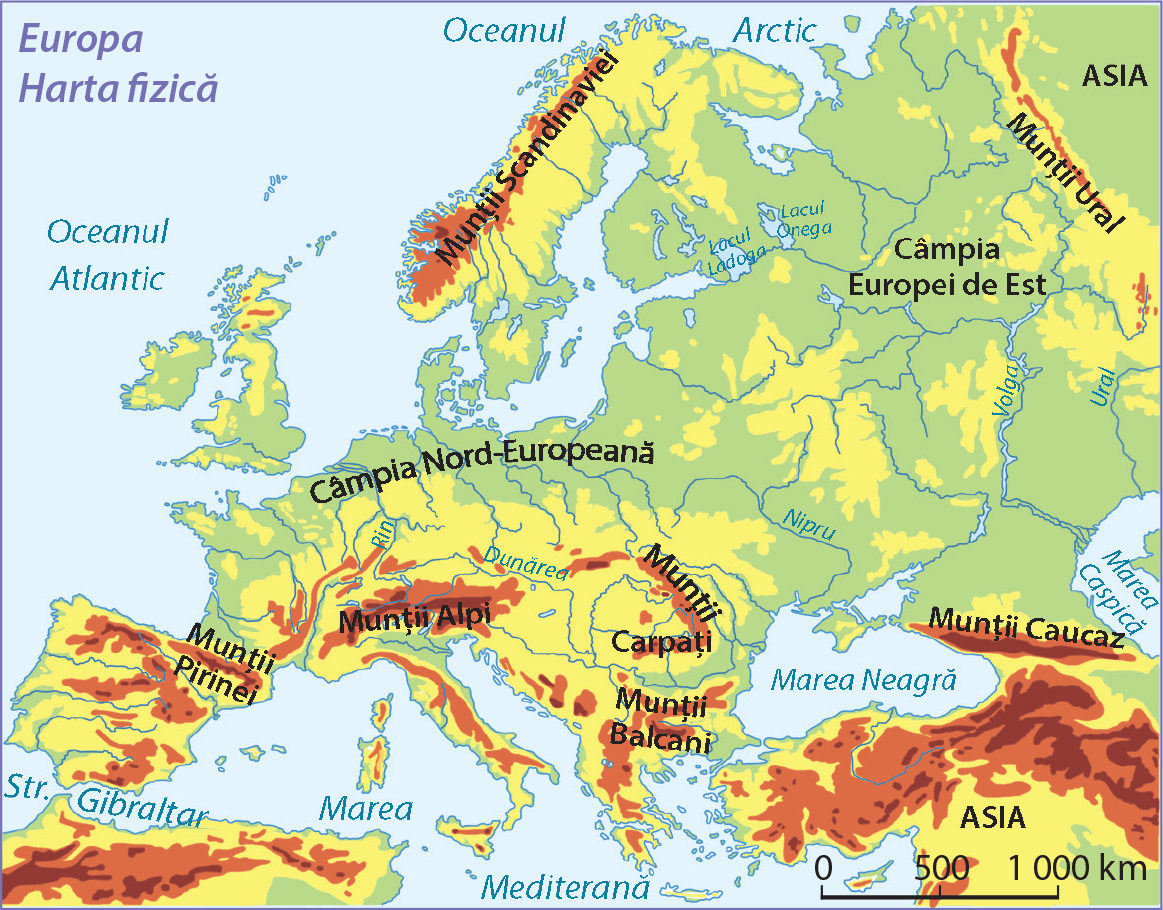 Europa
Harta fizică
Oceanul Arctic
ASIA
Munții Scandinaviei
Munții Ural
Oceanul
Atlantic
Lacul
Onega
Lacul
Ladoga
Câmpia
Europei de Est
Volga
Ural
Câmpia Nord-Europeană
Rin
Dunărea
Nipru
Munții
Carpați
Marea
Caspică
Munții Alpi
Munții Caucaz
Munții
Pirinei
Marea Neagră
Munții
Balcani
Str. Gibraltar
Marea
Mediterană
ASIA
0 500 1 000 km